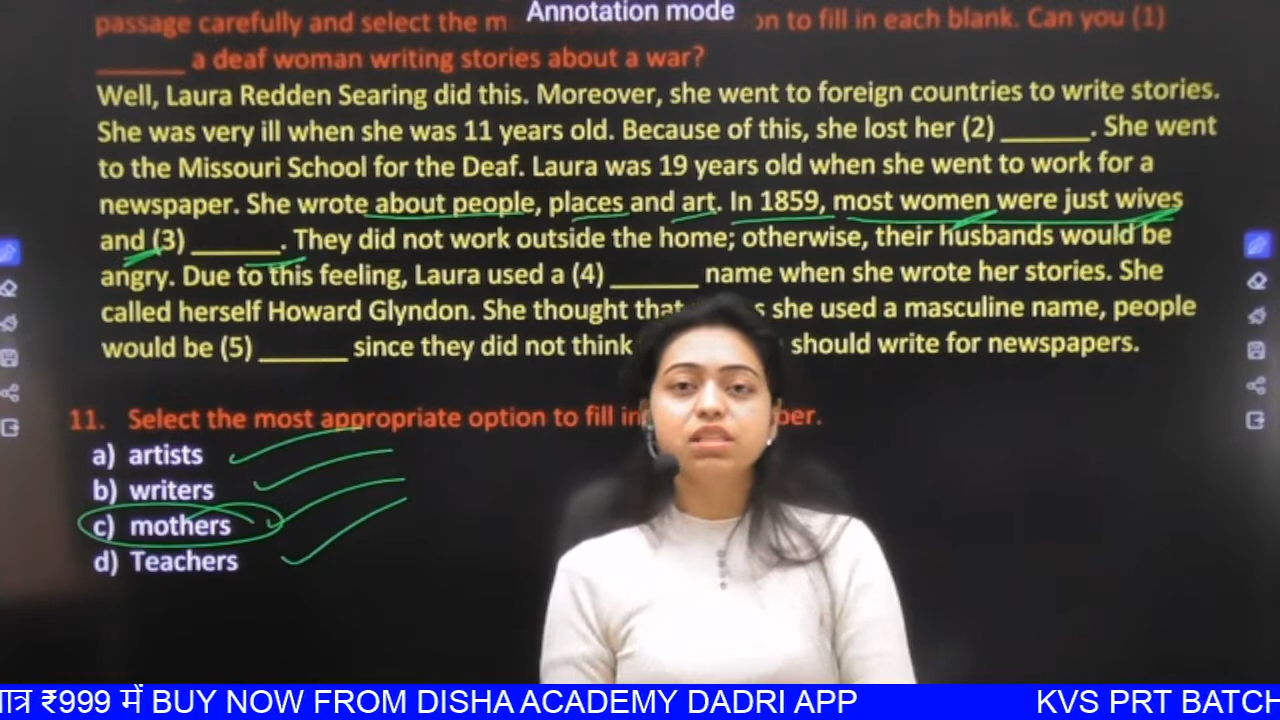 Annotation mode
passage carefully and select the m on to fill in each blank. Can you (1)
______ a deaf woman writing stories about a war?
Well, Laura Redden Searing did this. Moreover, she went to foreign countries to write stories.
She was very ill when she was 11 years old. Because of this, she lost her (2) ______. She went
to the Missouri School for the Deaf. Laura was 19 years old when she went to work for a
newspaper. She wrote about people, places and art. In 1859, most women were just wives
and (3) ______. They did not work outside the home; otherwise, their husbands would be
angry. Due to this feeling, Laura used a (4) ______ name when she wrote her stories. She
called herself Howard Glyndon. She thought that s she used a masculine name, people
would be (5) ______ since they did not think should write for newspapers.
11. Select the most appropriate option to fill in ber.
a) artists
b) writers
c) mothers
d) Teachers
₹999 में BUY NOW FROM DISHA ACADEMY DADRI APP KVS PRT BATCH